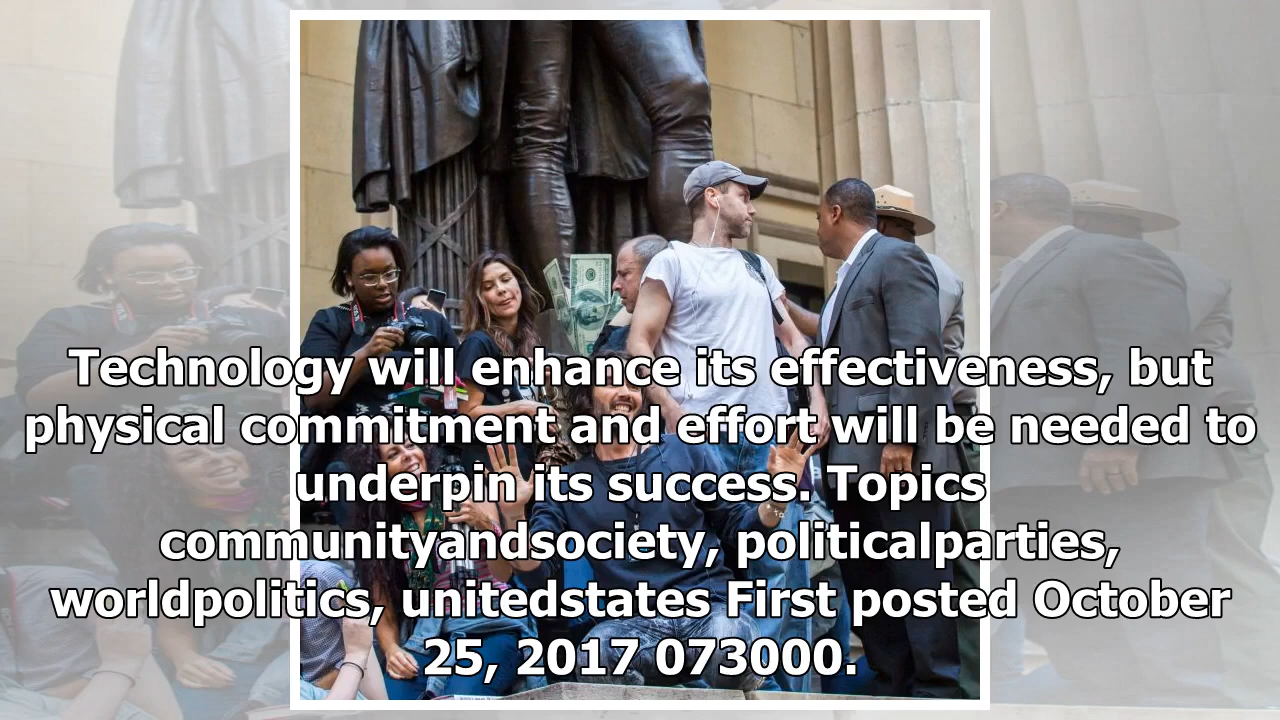 Technology will enhance its effectiveness, but
physical commitment and effort will be needed to
underpin its success. Topics
communityandsociety, politicalparties,
worldpolitics, unitedstates First posted October
25, 2017 073000.